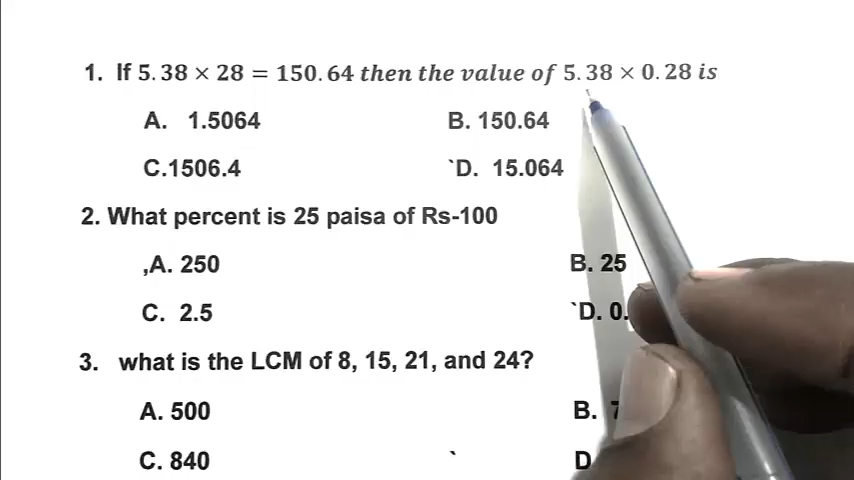 1. If 5.38 × 28 = 150.64 then the value of 5.38 × 0.28 is
A. 1.5064 B. 150.64
C.1506.4 `D. 15.064
2. What percent is 25 paisa of Rs-100
,A. 250 B. 25
C. 2.5 `D. 0.
3. what is the LCM of 8, 15, 21, and 24?
A. 500 B.
C. 840 ` D